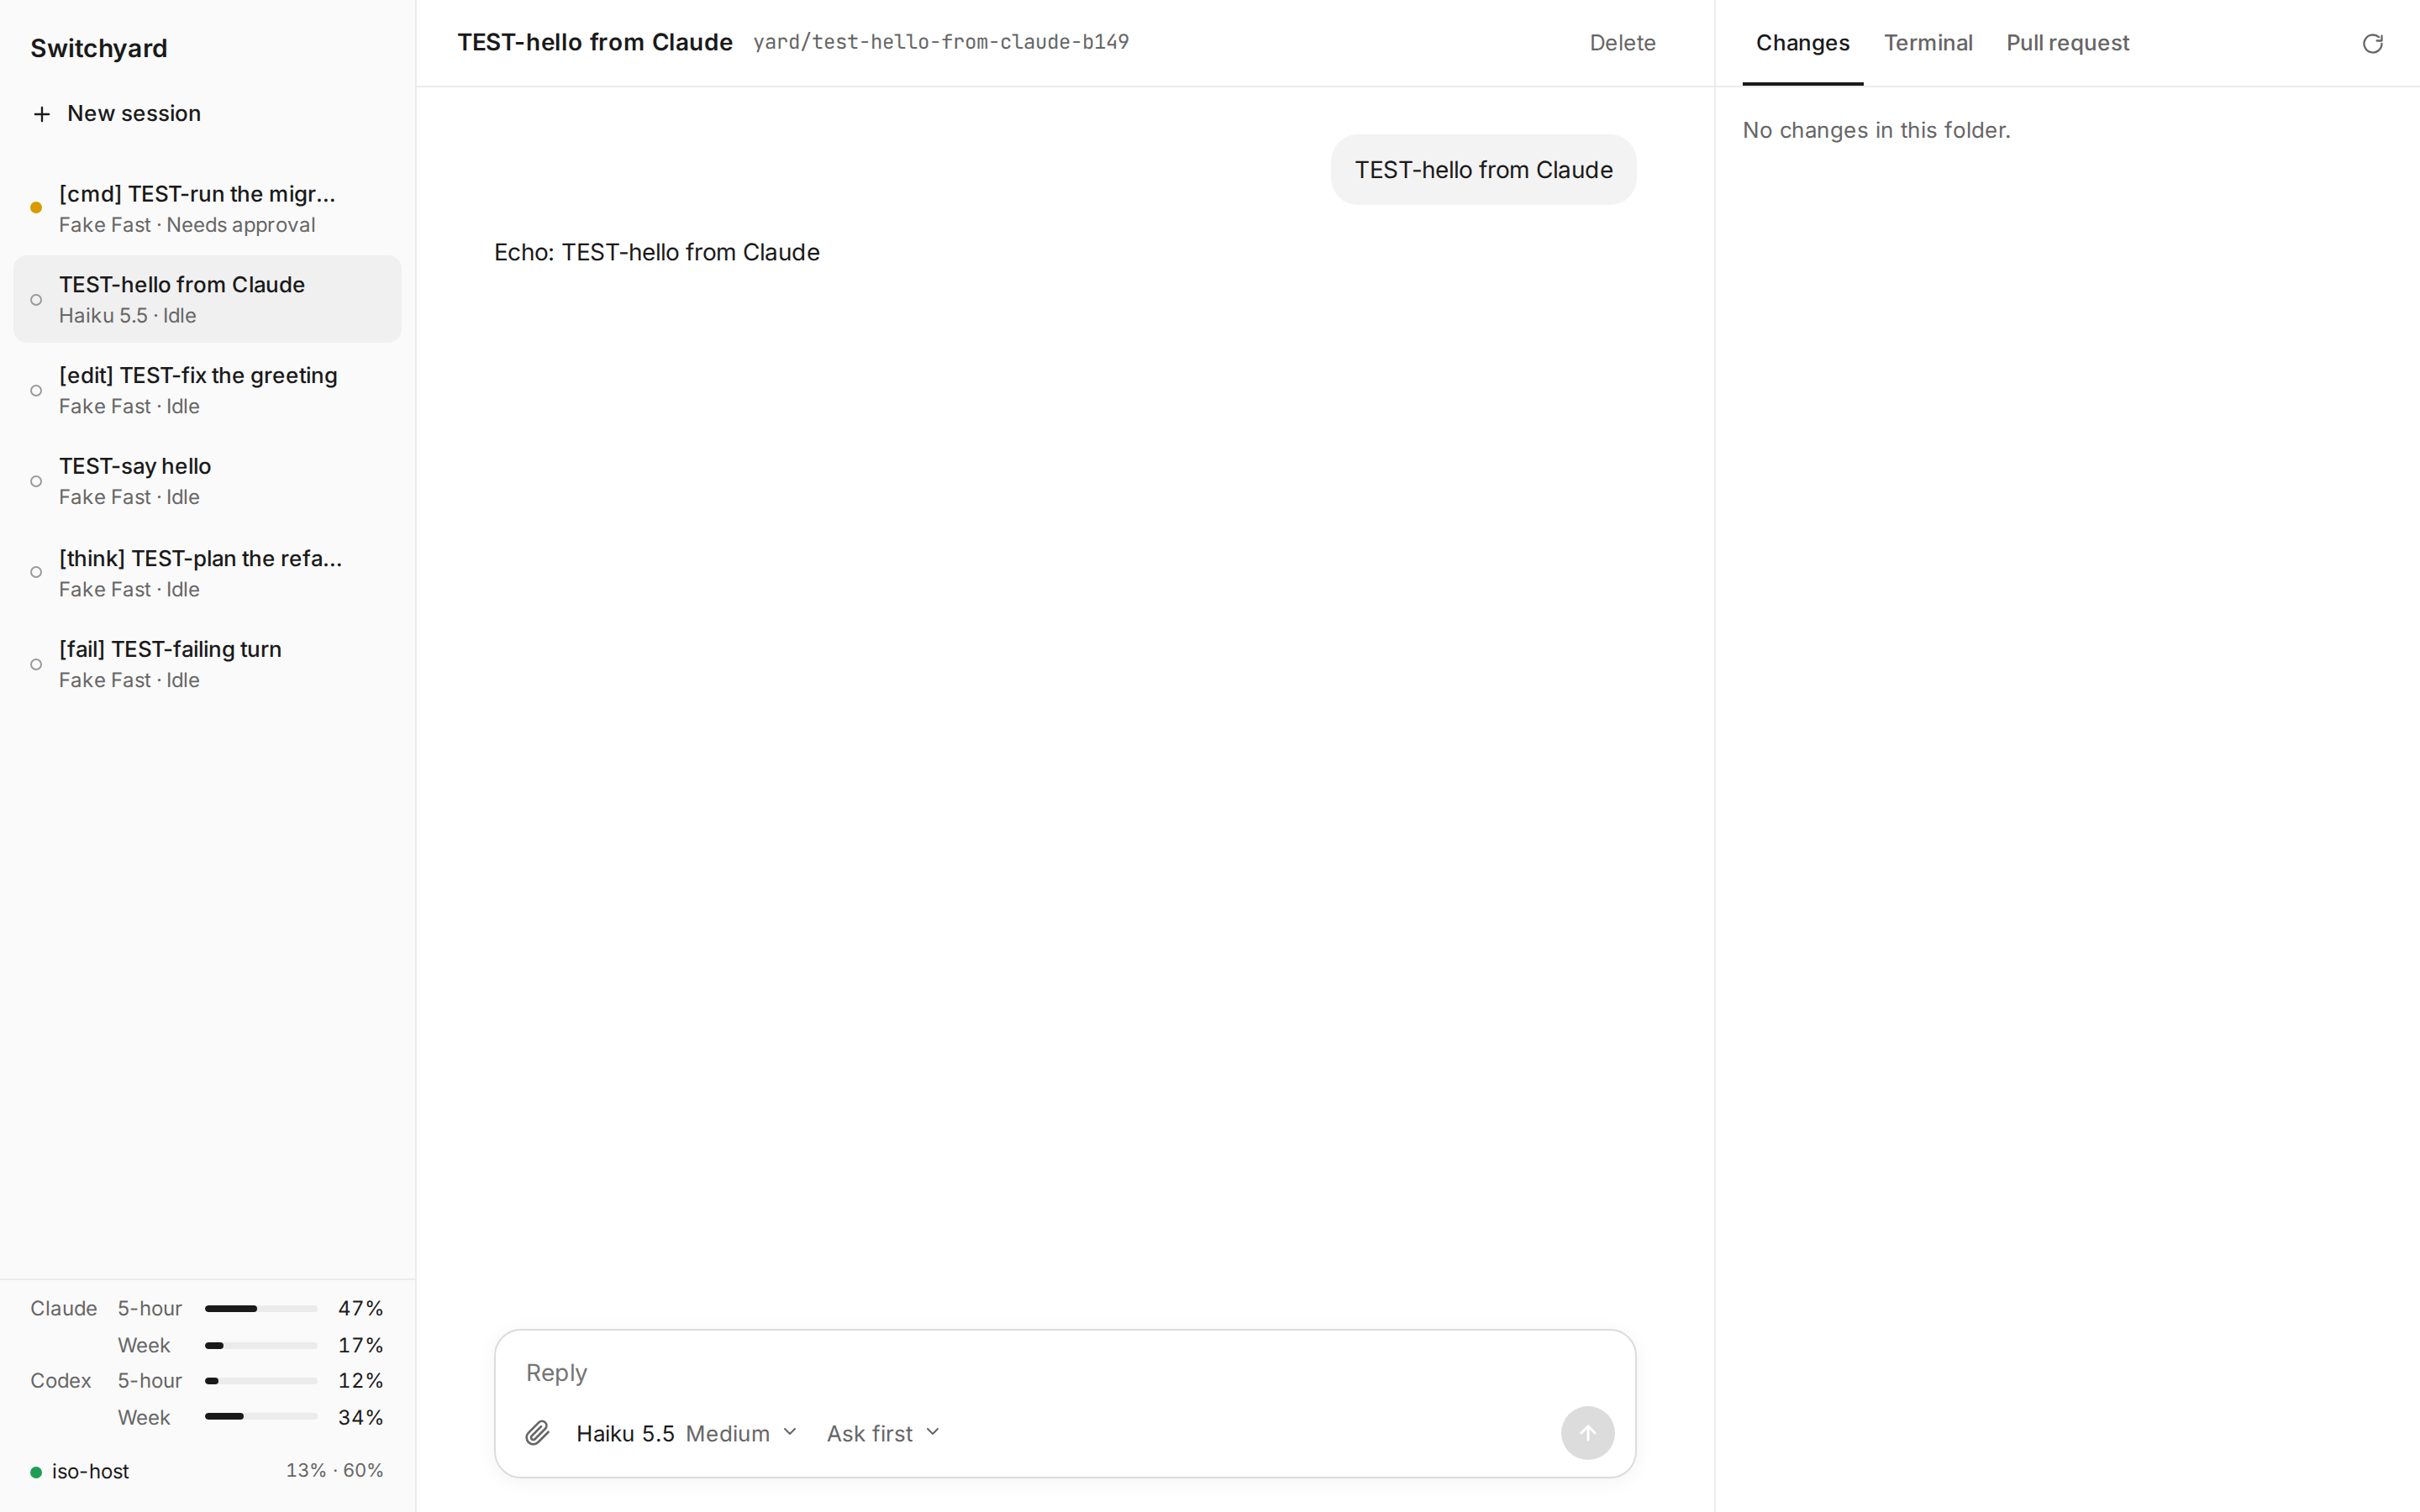 Switchyard
New session
[cmd] TEST-run the migr...
Fake Fast · Needs approval
TEST-hello from Claude
Haiku 5.5 · Idle
[edit] TEST-fix the greeting
Fake Fast · Idle
TEST-say hello
Fake Fast · Idle
[think] TEST-plan the refa...
Fake Fast · Idle
[fail] TEST-failing turn
Fake Fast · Idle
Claude 5-hour 47%
Week 17%
Codex 5-hour 12%
Week 34%
iso-host 13% · 60%
TEST-hello from Claude yard/test-hello-from-claude-b149 Delete
TEST-hello from Claude
Echo: TEST-hello from Claude
Reply
Haiku 5.5 Medium Ask first
Changes Terminal Pull request
No changes in this folder.